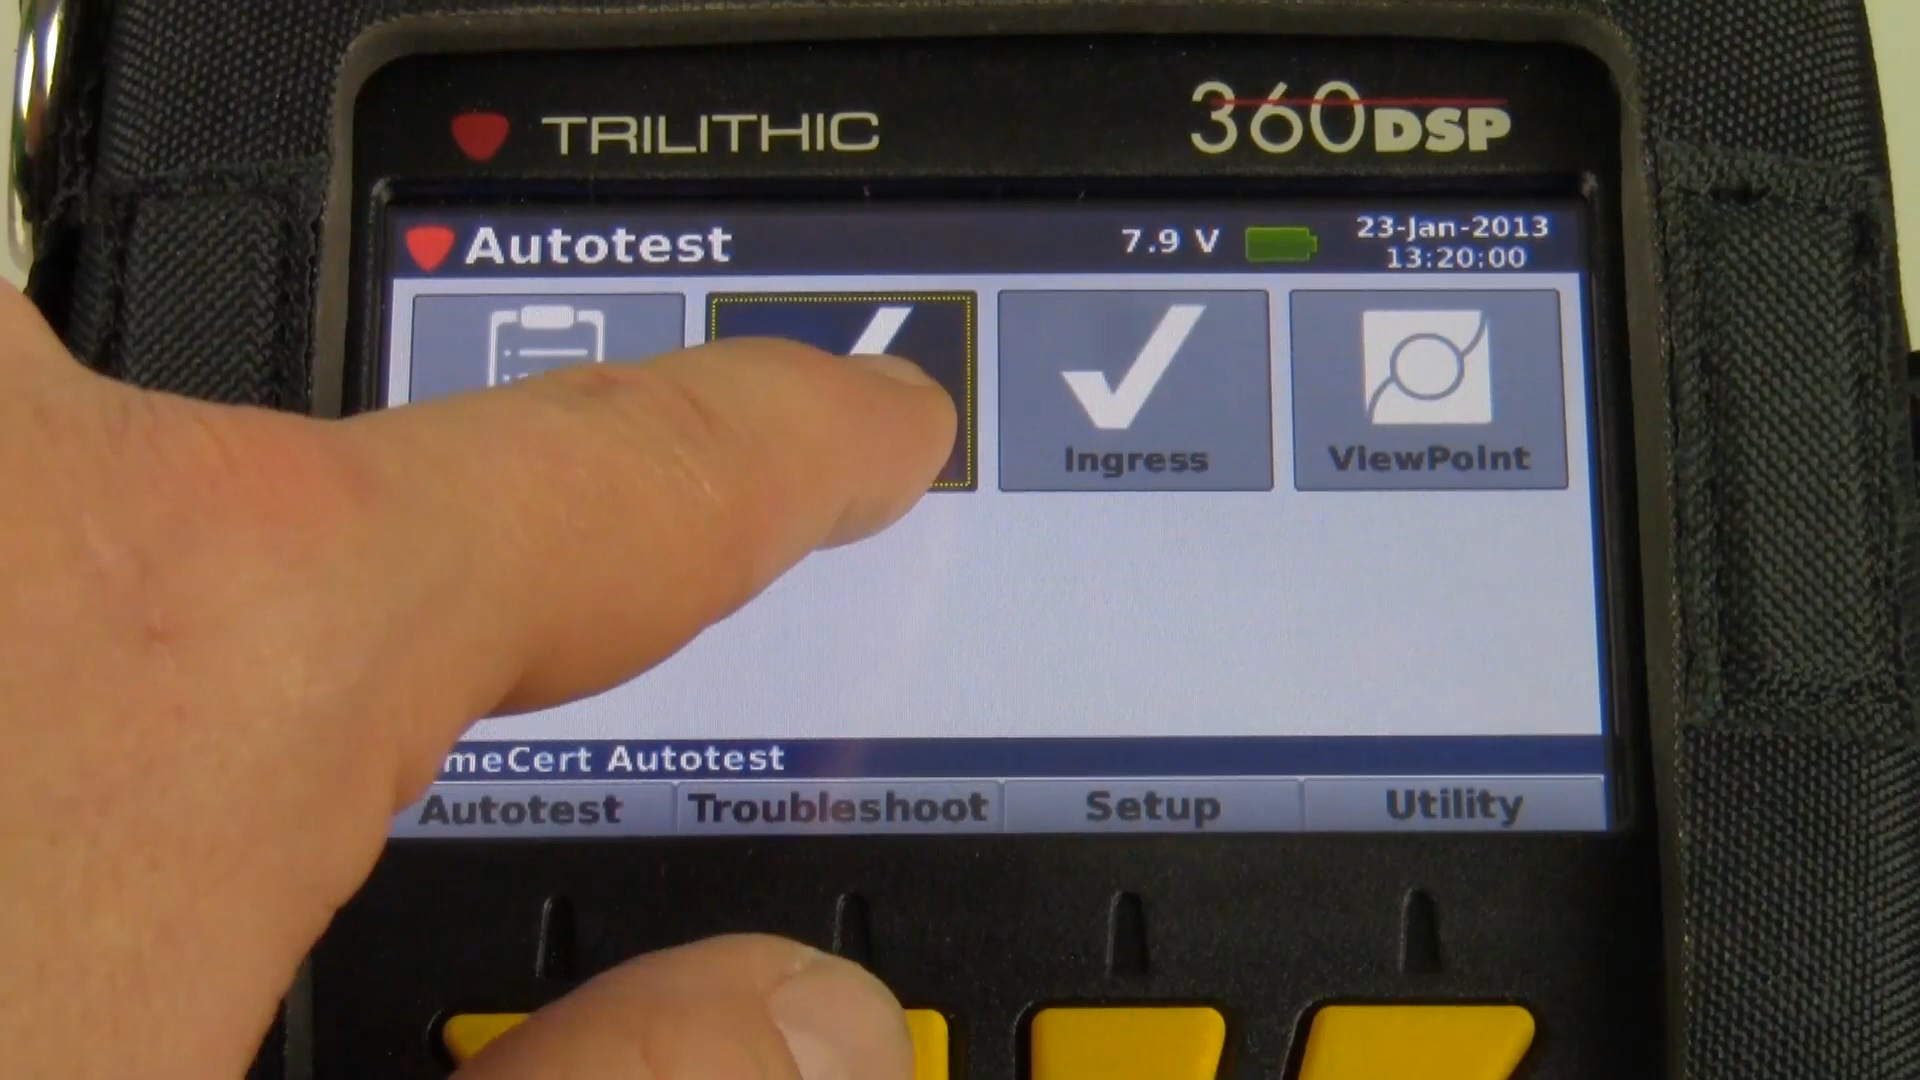 TRILITHIC
360DSP
Autotest
7.9 V
23-Jan-2013
13:20:00
Ingress
ViewPoint
meCert Autotest
Autotest
Troubleshoot
Setup
Utility